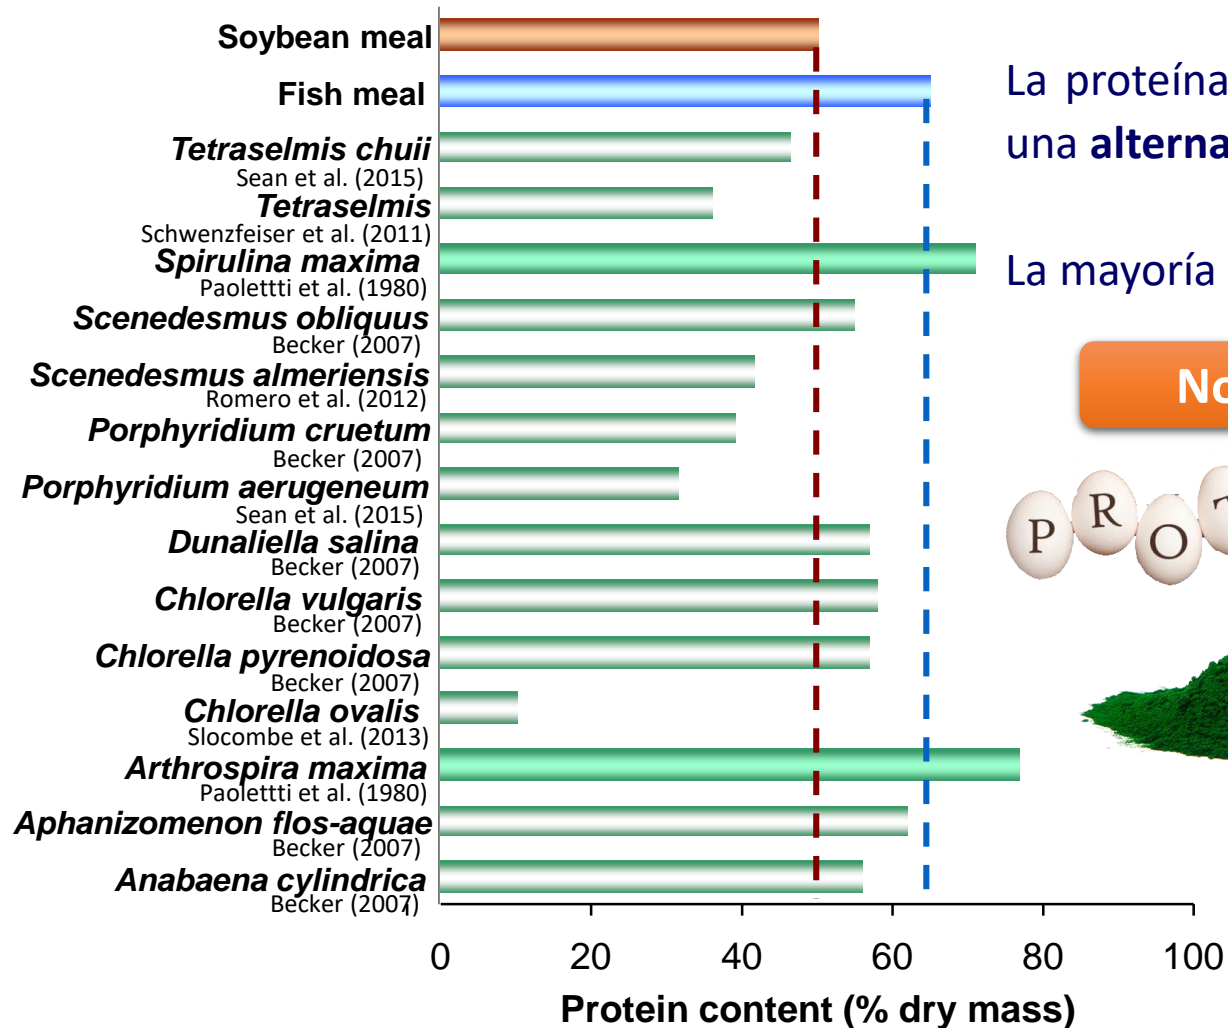 Soybean meal
Fish meal
Tetraselmis chuii
Sean et al. (2015)
Tetraselmis
Schwenzfeiser et al. (2011)
Spirulina maxima
Paolettti et al. (1980)
Scenedesmus obliquus
Becker (2007)
Scenedesmus almeriensis
Romero et al. (2012)
Porphyridium cruetum
Becker (2007)
Porphyridium aerugeneum
Sean et al. (2015)
Dunaliella salina
Becker (2007)
Chlorella vulgaris
Becker (2007)
Chlorella pyrenoidosa
Becker (2007)
Chlorella ovalis
Slocombe et al. (2013)
Arthrospira maxima
Paolettti et al. (1980)
Aphanizomenon flos-aquae
Becker (2007)
Anabaena cylindrica
Becker (2007)
0 20 40 60 80 100
Protein content (% dry mass)
La proteína
una alterna
La mayoría
No
P R O T